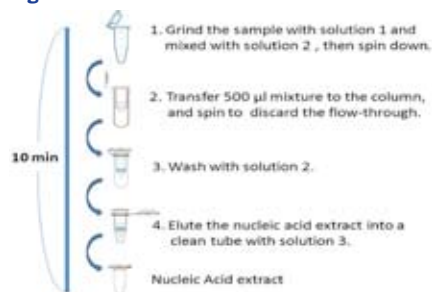 1. Grind the sample with solution 1 and
mixed with solution 2 , then spin down.
2. Transfer 500 µl mixture to the column,
and spin to discard the flow-through.
10 min
3. Wash with solution 2.
4. Elute the nucleic acid extract into a
clean tube with solution 3.
Nucleic Acid extract